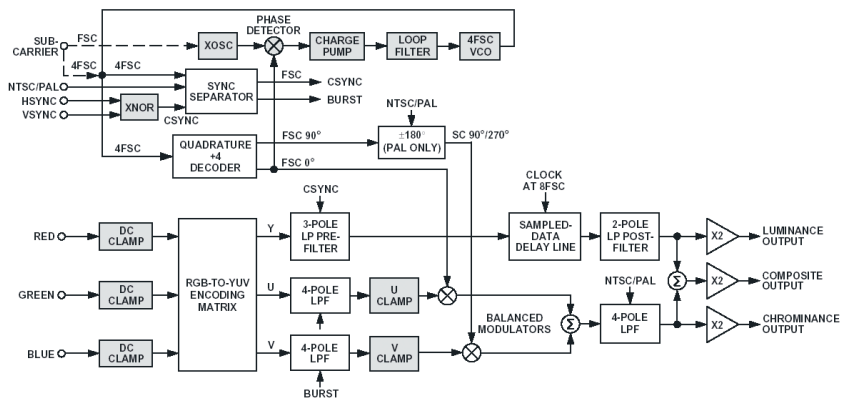 SUB-
CARRIER
FSC
4FSC
4FSC
PHASE
DETECTOR
XOSC
CHARGE
PUMP
LOOP
FILTER
4FSC
VCO
NTSC/PAL
HSYNC
VSYNC
XNOR
CSYNC
SYNC
SEPARATOR
FSC
CSYNC
BURST
4FSC
QUADRATURE
+4
DECODER
FSC 90°
FSC 0°
NTSC/PAL
±180°
(PAL ONLY)
SC 90°/270°
CSYNC
CLOCK
AT 8FSC
RED
DC
CLAMP
GREEN
DC
CLAMP
BLUE
DC
CLAMP
RGB-TO-YUV
ENCODING
MATRIX
Y
3-POLE
LP PRE-
FILTER
SAMPLED-
DATA
DELAY LINE
2-POLE
LP POST-
FILTER
X2
LUMINANCE
OUTPUT
U
4-POLE
LPF
U
CLAMP
NTSC/PAL
Σ
X2
COMPOSITE
OUTPUT
BALANCED
MODULATORS
Σ
4-POLE
LPF
X2
CHROMINANCE
OUTPUT
V
4-POLE
LPF
V
CLAMP
BURST